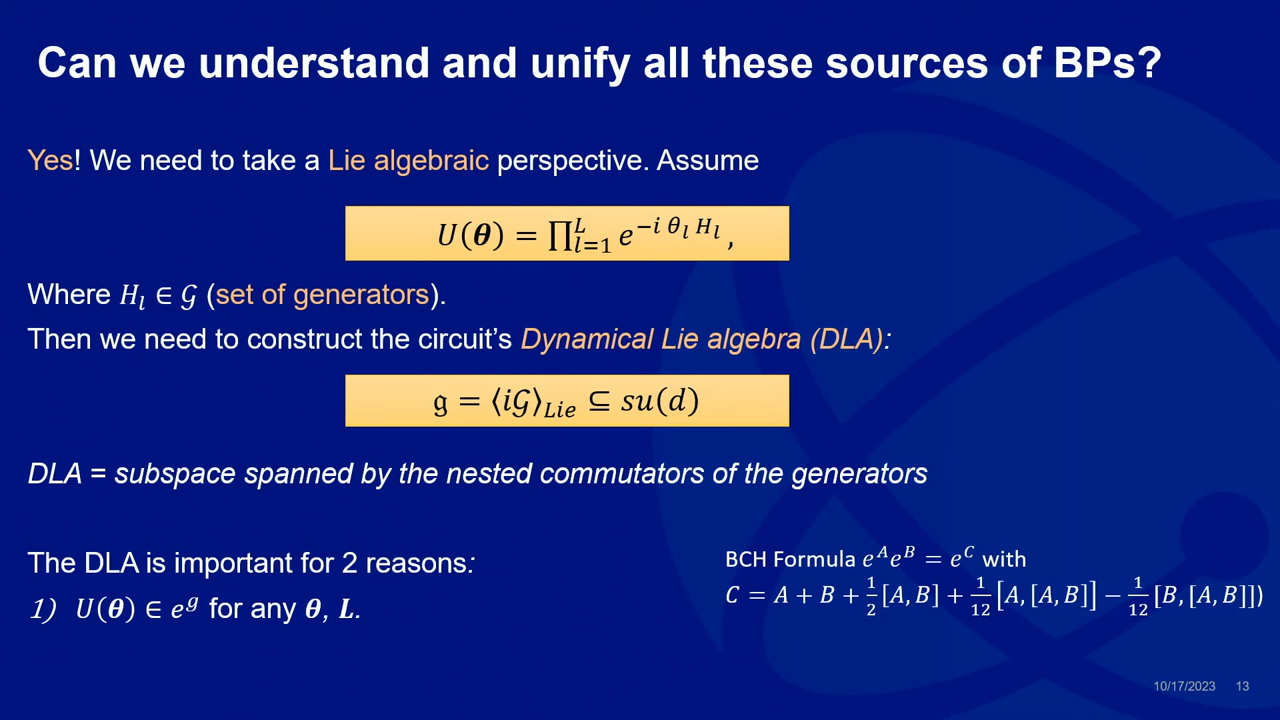 Can we understand and unify all these sources of BPs?
Yes! We need to take a Lie algebraic perspective. Assume
U(𝜽) = ∏_{l=1}^{L} e^{−i θ_l H_l} ,
Where H_l ∈ 𝒢 (set of generators).
Then we need to construct the circuit’s Dynamical Lie algebra (DLA):
𝔤 = ⟨i𝒢⟩_{Lie} ⊆ su(d)
DLA = subspace spanned by the nested commutators of the generators
The DLA is important for 2 reasons:
1) U(𝜽) ∈ e^g for any 𝜽, L.
BCH Formula e^A e^B = e^C with
C = A + B + 1/2 [A, B] + 1/12 [A, [A, B]] − 1/12 [B, [A, B]])
10/17/2023 13